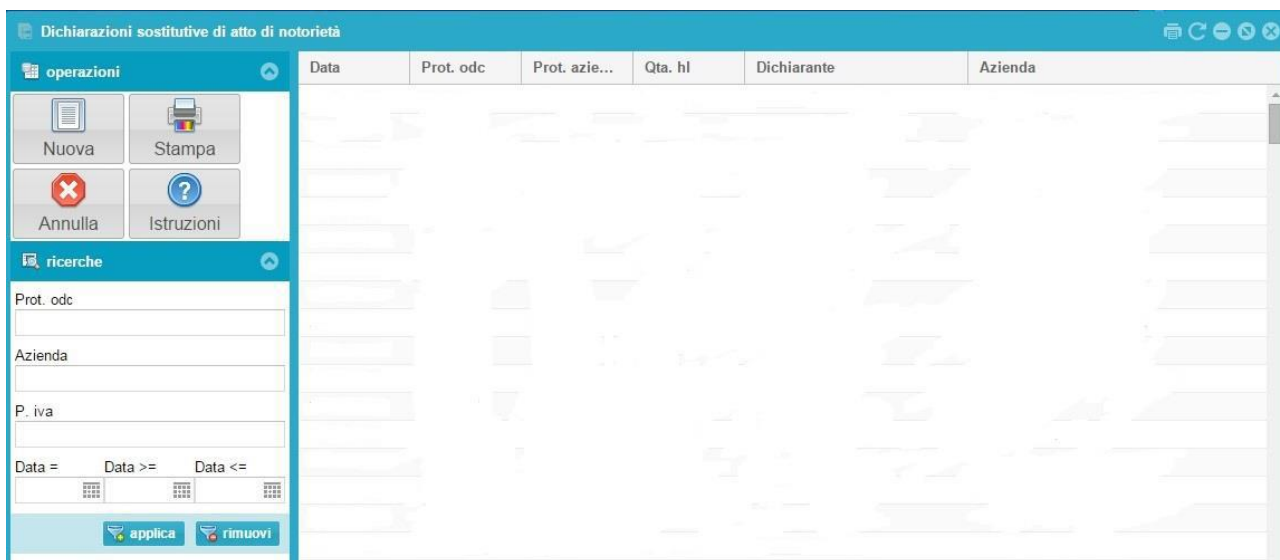 Dichiarazioni sostitutive di atto di notorietà
operazioni
Nuova Stampa
Annulla Istruzioni
ricerche
Prot. odc
Azienda
P. iva
Data = Data >= Data <=
applica rimuovi
Data Prot. odc Prot. azie... Qta. hl Dichiarante Azienda